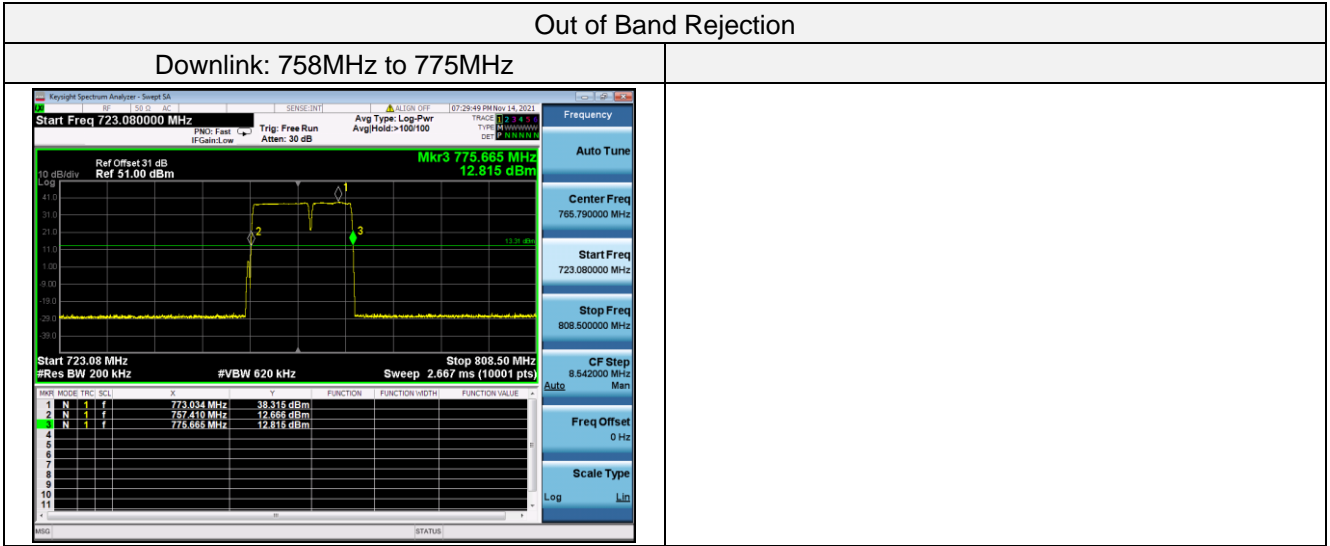 Out of Band Rejection
Downlink: 758MHz to 775MHz
Keysight Spectrum Analyzer - Swept SA
RF 50 Ω AC SENSE:INT ALIGN OFF 07:29:49 PM Nov 14, 2021
Start Freq 723.080000 MHz
PNO: Fast
IFGain:Low
Trig: Free Run
Atten: 30 dB
Avg Type: Log-Pwr
Avg|Hold:>100/100
TRACE 1 2 3 4 5 6
TYPE M WWWWW
DET P NNNNN
Frequency
Auto Tune
Mkr3 775.665 MHz
12.815 dBm
Ref Offset 31 dB
10 dB/div Ref 51.00 dBm
Log
1
41.0
31.0
21.0
2
3
13.31 dBm
11.0
1.00
-9.00
-19.0
-29.0
-39.0
Center Freq
765.790000 MHz
Start Freq
723.080000 MHz
Stop Freq
808.500000 MHz
Start 723.08 MHz Stop 808.50 MHz
#Res BW 200 kHz #VBW 620 kHz Sweep 2.667 ms (10001 pts)
CF Step
8.542000 MHz
Auto Man
MKR MODE TRC SCL X Y FUNCTION FUNCTION WIDTH FUNCTION VALUE
1 N 1 f 773.034 MHz 38.315 dBm
2 N 1 f 757.410 MHz 12.666 dBm
3 N 1 f 775.665 MHz 12.815 dBm
4
5
6
7
8
9
10
11
Freq Offset
0 Hz
Scale Type
Log Lin
MSG STATUS